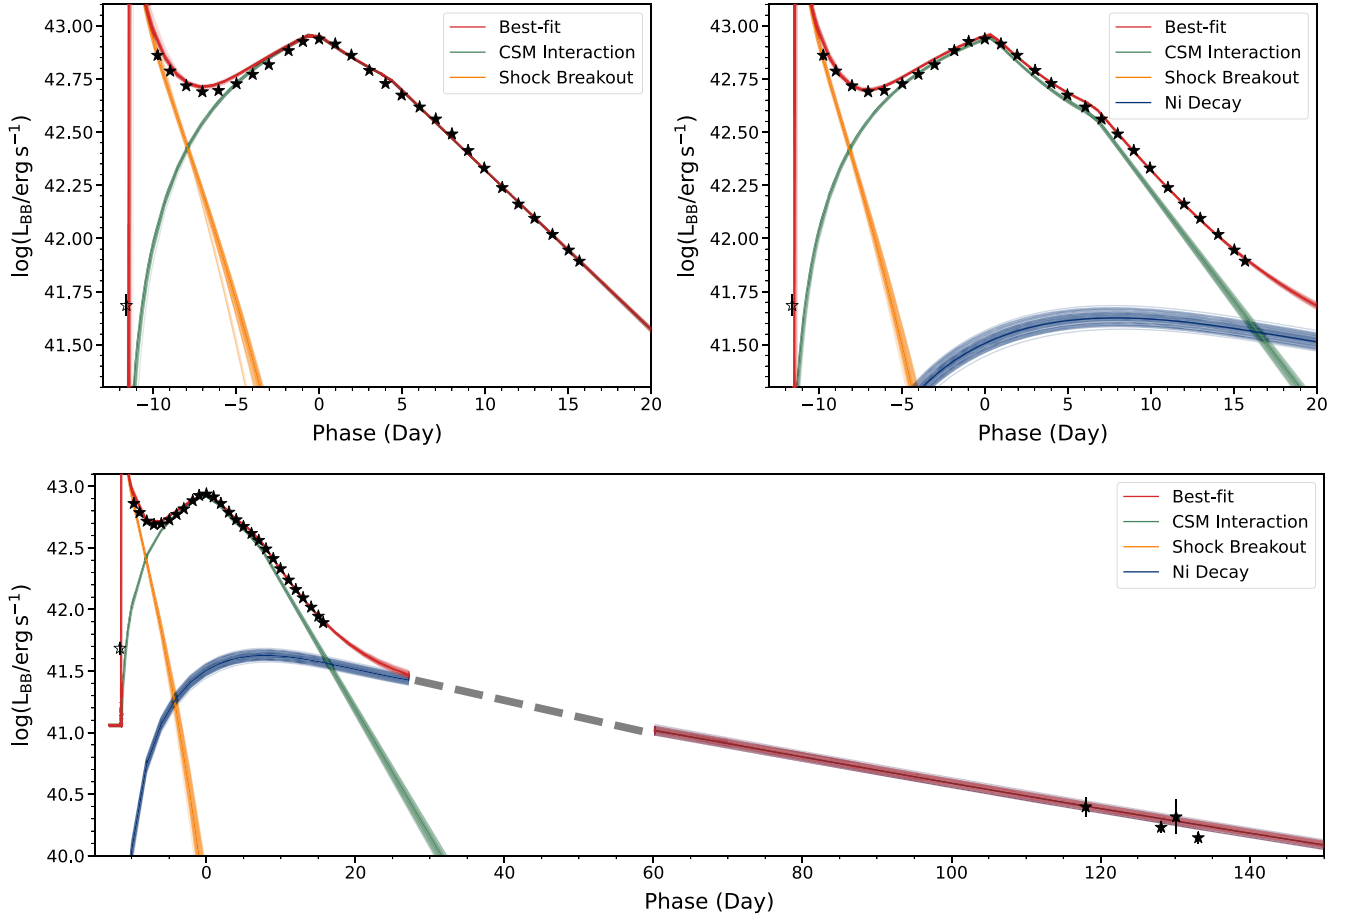 43.00
42.75
42.50
42.25
42.00
41.75
41.50
log(L_BB/erg s⁻¹)
−10
−5
0
5
10
15
20
Phase (Day)
Best-fit
CSM Interaction
Shock Breakout
43.00
42.75
42.50
42.25
42.00
41.75
41.50
log(L_BB/erg s⁻¹)
−10
−5
0
5
10
15
20
Phase (Day)
Best-fit
CSM Interaction
Shock Breakout
Ni Decay
43.0
42.5
42.0
41.5
41.0
40.5
40.0
log(L_BB/erg s⁻¹)
0
20
40
60
80
100
120
140
Phase (Day)
Best-fit
CSM Interaction
Shock Breakout
Ni Decay